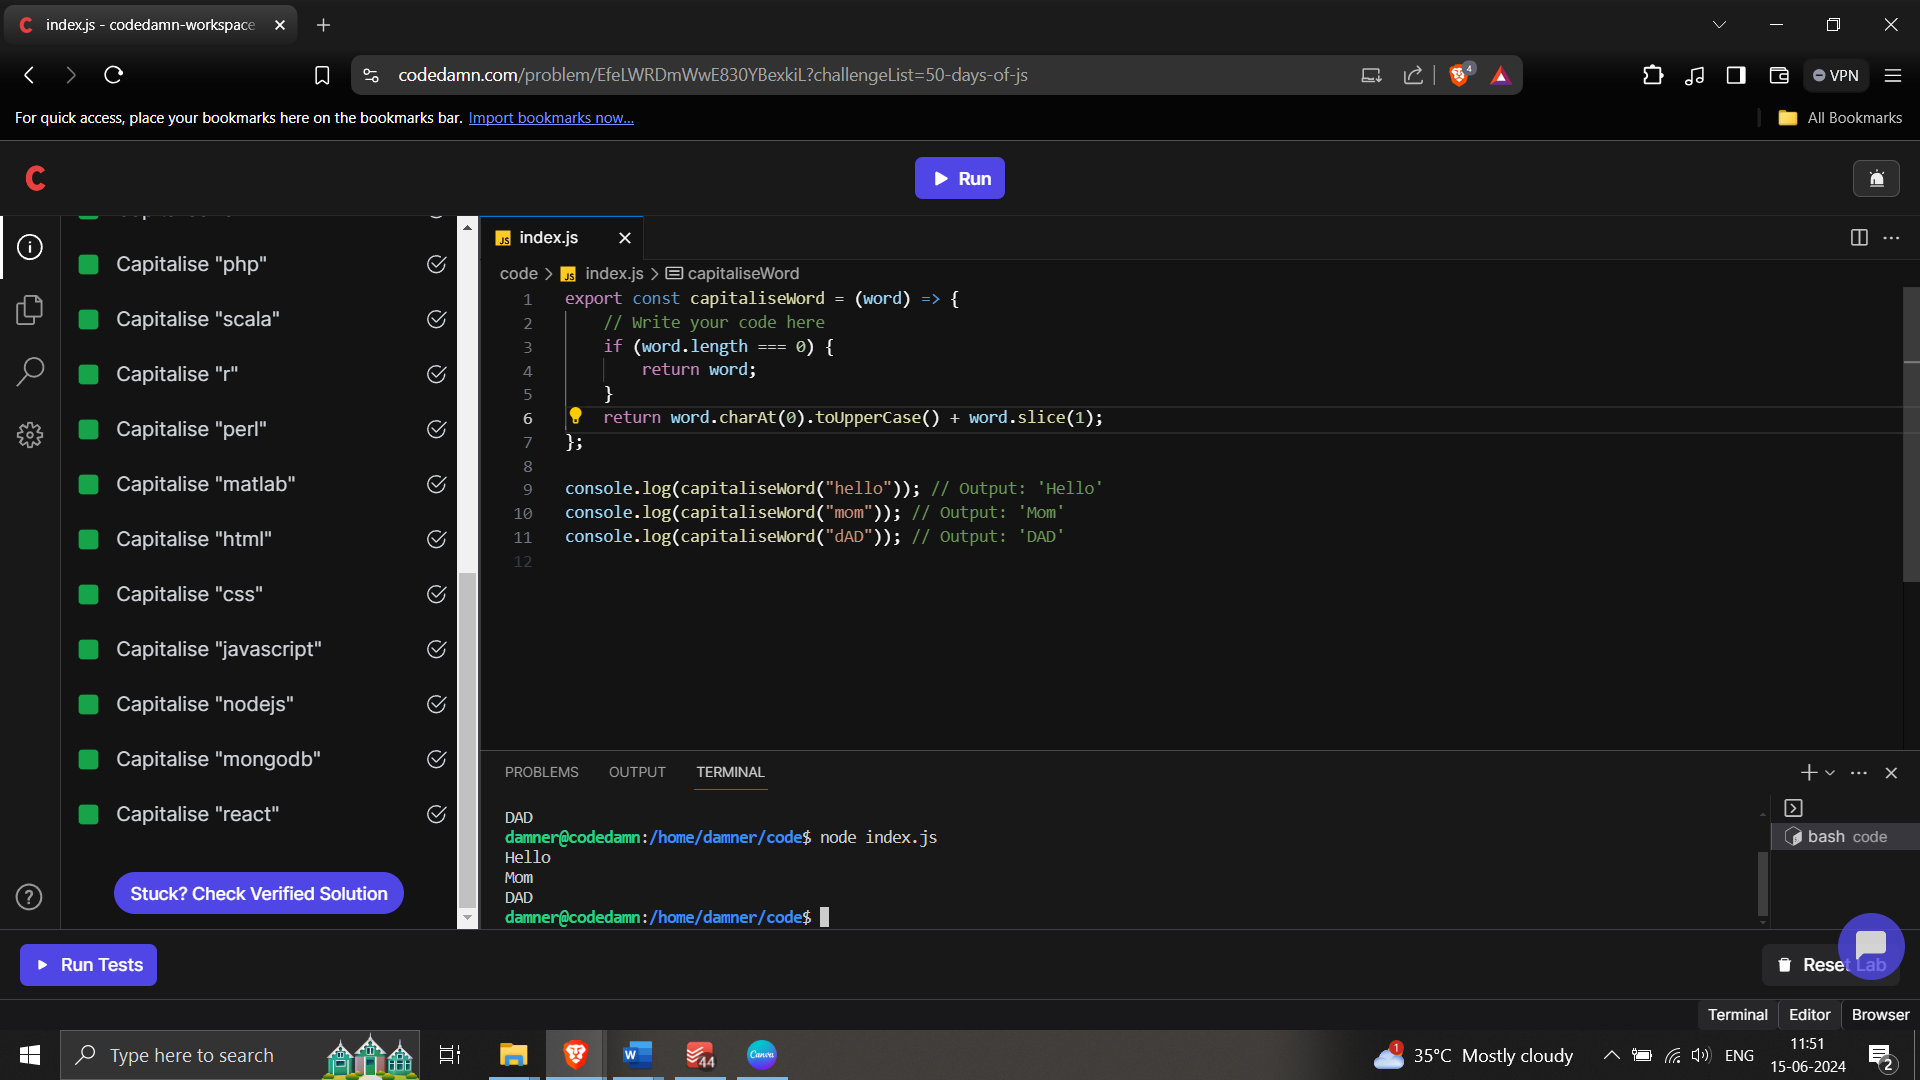 index.js - codedamn-workspace
codedamn.com/problem/EfeLWRDmWwE830YBexkiL?challengeList=50-days-of-js
4
VPN
For quick access, place your bookmarks here on the bookmarks bar. Import bookmarks now...
All Bookmarks
Run
Capitalise "php"
Capitalise "scala"
Capitalise "r"
Capitalise "perl"
Capitalise "matlab"
Capitalise "html"
Capitalise "css"
Capitalise "javascript"
Capitalise "nodejs"
Capitalise "mongodb"
Capitalise "react"
Stuck? Check Verified Solution
Run Tests
JS index.js
code > JS index.js > capitaliseWord
1 export const capitaliseWord = (word) => {
2 // Write your code here
3 if (word.length === 0) {
4 return word;
5 }
6 return word.charAt(0).toUpperCase() + word.slice(1);
7 };
8
9 console.log(capitaliseWord("hello")); // Output: 'Hello'
10 console.log(capitaliseWord("mom")); // Output: 'Mom'
11 console.log(capitaliseWord("dAD")); // Output: 'DAD'
12
PROBLEMS OUTPUT TERMINAL
DAD
damner@codedamn:/home/damner/code$ node index.js
Hello
Mom
DAD
damner@codedamn:/home/damner/code$
bash code
Reset Lab
Terminal Editor Browser
Type here to search
W
44
Canva
1
35°C Mostly cloudy
ENG
11:51
15-06-2024
2